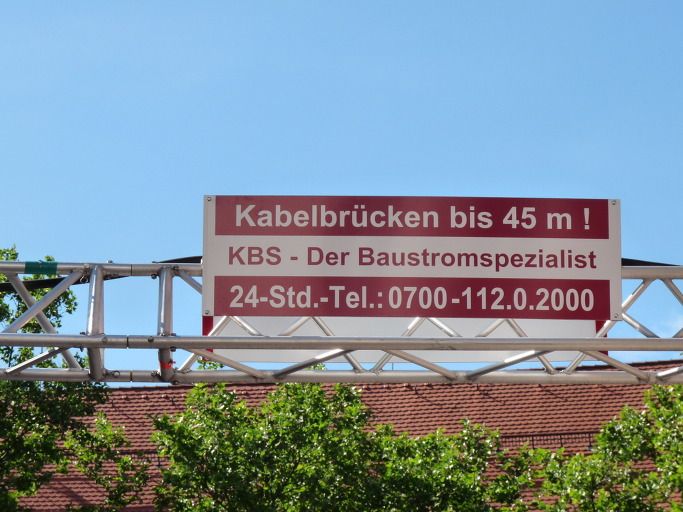 Kabelbrücken bis 45 m !
KBS - Der Baustromspezialist
24-Std.-Tel.: 0700-112.0.2000